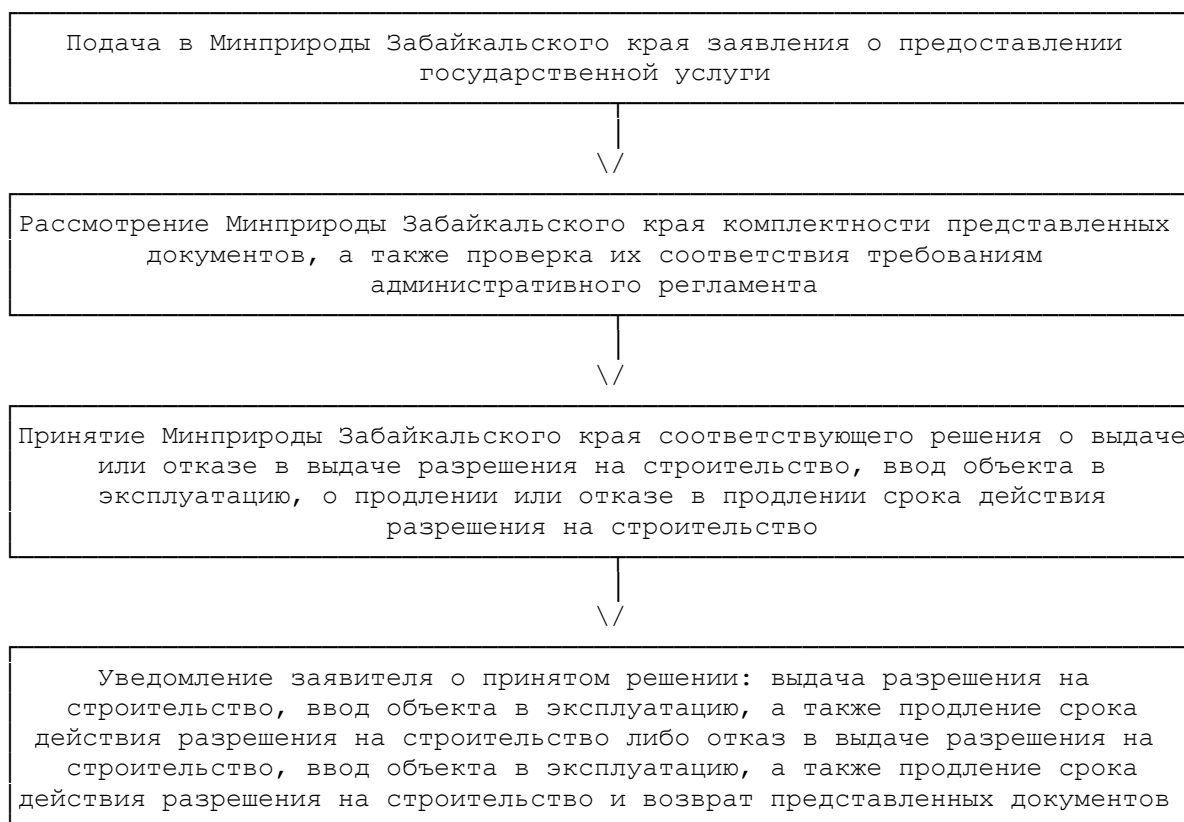 Подача в Минприроды Забайкальского края заявления о предоставлении
государственной услуги
Рассмотрение Минприроды Забайкальского края комплектности представленных
документов, а также проверка их соответствия требованиям
административного регламента
Принятие Минприроды Забайкальского края соответствующего решения о выдаче
или отказе в выдаче разрешения на строительство, ввод объекта в
эксплуатацию, о продлении или отказе в продлении срока действия
разрешения на строительство
Уведомление заявителя о принятом решении: выдача разрешения на
строительство, ввод объекта в эксплуатацию, а также продление срока
действия разрешения на строительство либо отказ в выдаче разрешения на
строительство, ввод объекта в эксплуатацию, а также продление срока
действия разрешения на строительство и возврат представленных документов